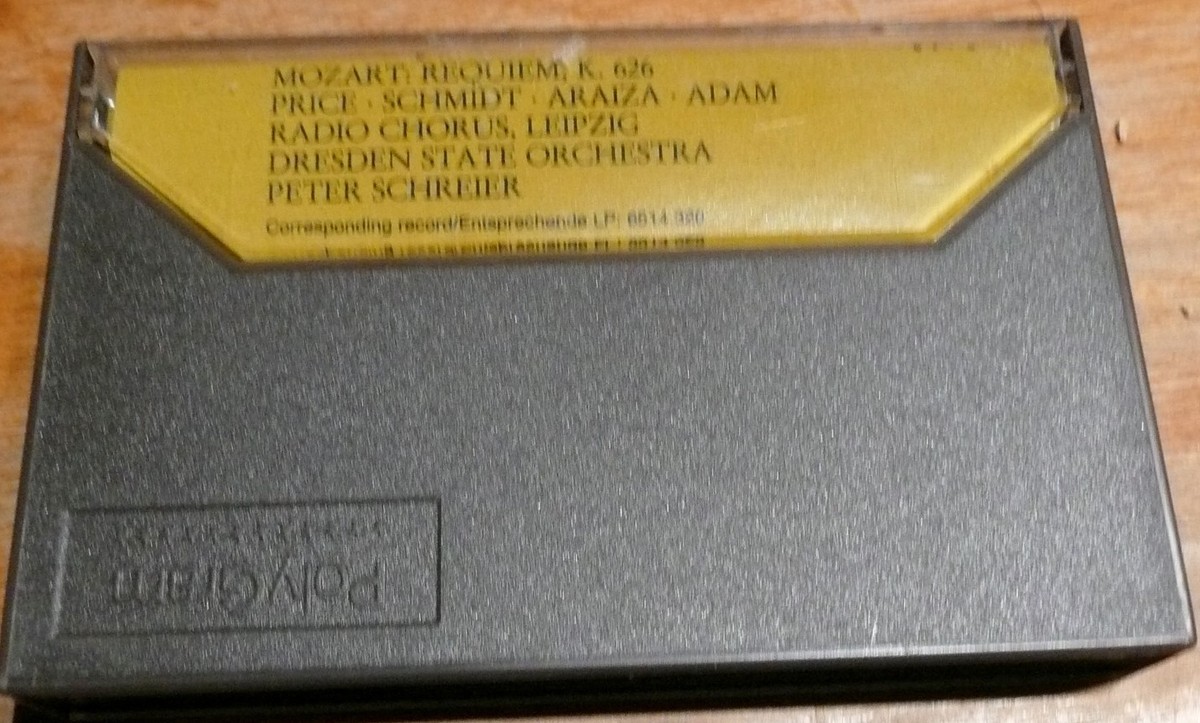 MOZART: REQUIEM, K. 626
PRICE · SCHMIDT · ARAIZA · ADAM
RADIO CHORUS, LEIPZIG
DRESDEN STATE ORCHESTRA
PETER SCHREIER
Corresponding record/Entsprechende LP: 6514 320
PolyGram